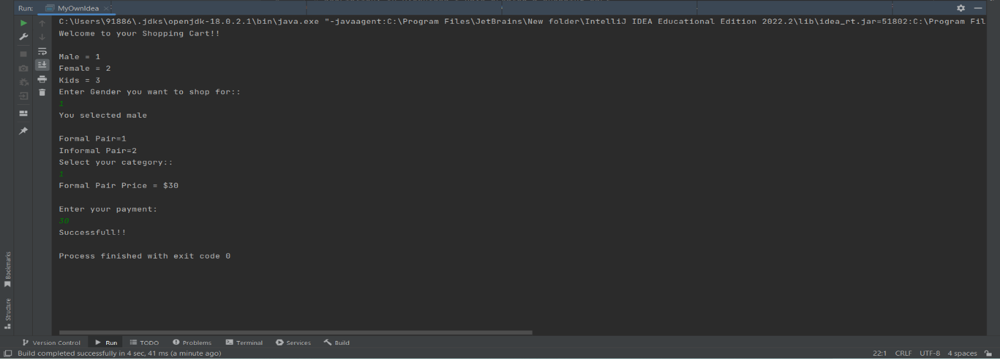 Run: MyOwnIdea
C:\Users\91886\.jdks\openjdk-18.0.2.1\bin\java.exe "-javaagent:C:\Program Files\JetBrains\New folder\IntelliJ IDEA Educational Edition 2022.2\lib\idea_rt.jar=51802:C:\Program Fil
Welcome to your Shopping Cart!!
Male = 1
Female = 2
Kids = 3
Enter Gender you want to shop for::
1
You selected male
Formal Pair=1
Informal Pair=2
Select your category::
1
Formal Pair Price = $30
Enter your payment:
30
Successfull!!
Process finished with exit code 0
Bookmarks
Structure
Version Control Run TODO Problems Terminal Services Build
Build completed successfully in 4 sec, 41 ms (a minute ago) 22:1 CRLF UTF-8 4 spaces